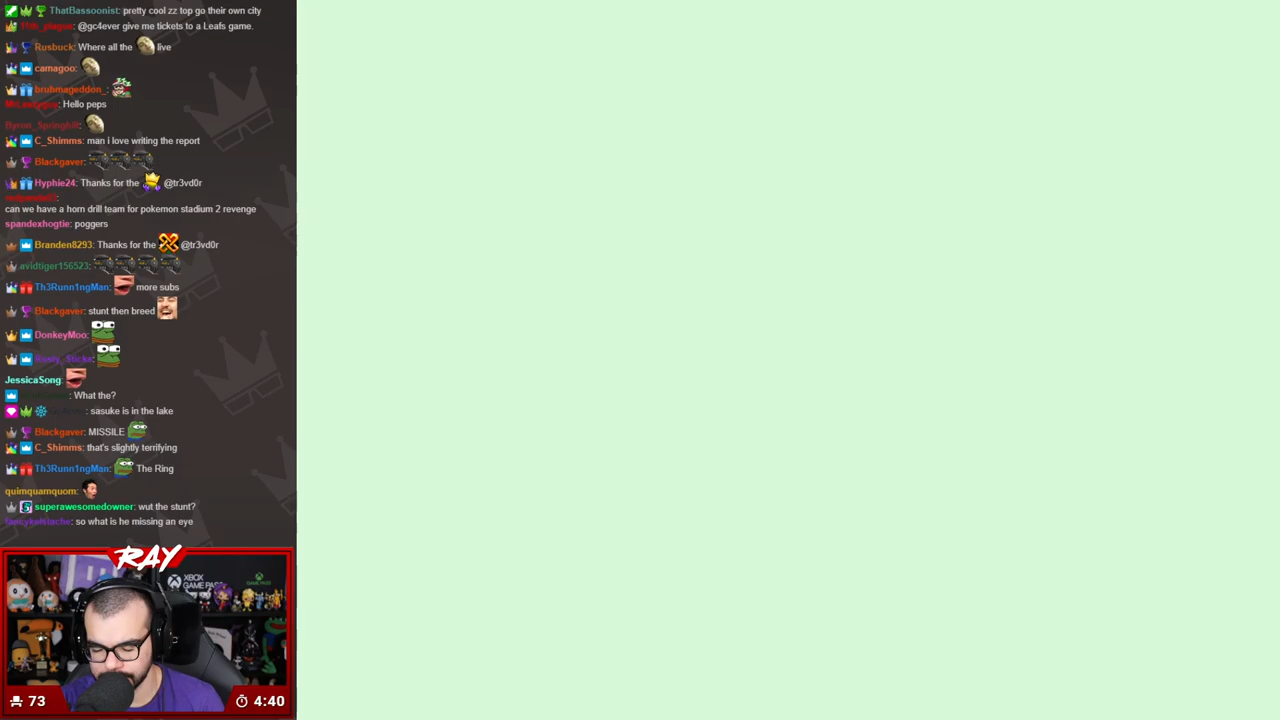 ThatBassoonist: pretty cool zz top go their own city
@gc4ever give me tickets to a Leafs game.
Rusbuck: Where all the live
camagoo:
bruhmageddon_:
Hello peps
C_Shimms: man i love writing the report
Blackgaver:
Hyphie24: Thanks for the @tr3vd0r
can we have a horn drill team for pokemon stadium 2 revenge
spandexhogtie: poggers
Branden8293: Thanks for the @tr3vd0r
avidtiger156523:
Th3Runn1ngMan: more subs
Blackgaver: stunt then breed
DonkeyMoo:
JessicaSong:
: What the?
: sasuke is in the lake
Blackgaver: MISSILE
C_Shimms: that's slightly terrifying
Th3Runn1ngMan: The Ring
quimquamquom:
superawesomedowner: wut the stunt?
: so what is he missing an eye
RAY
XBOX
GAME PASS
73
4:40